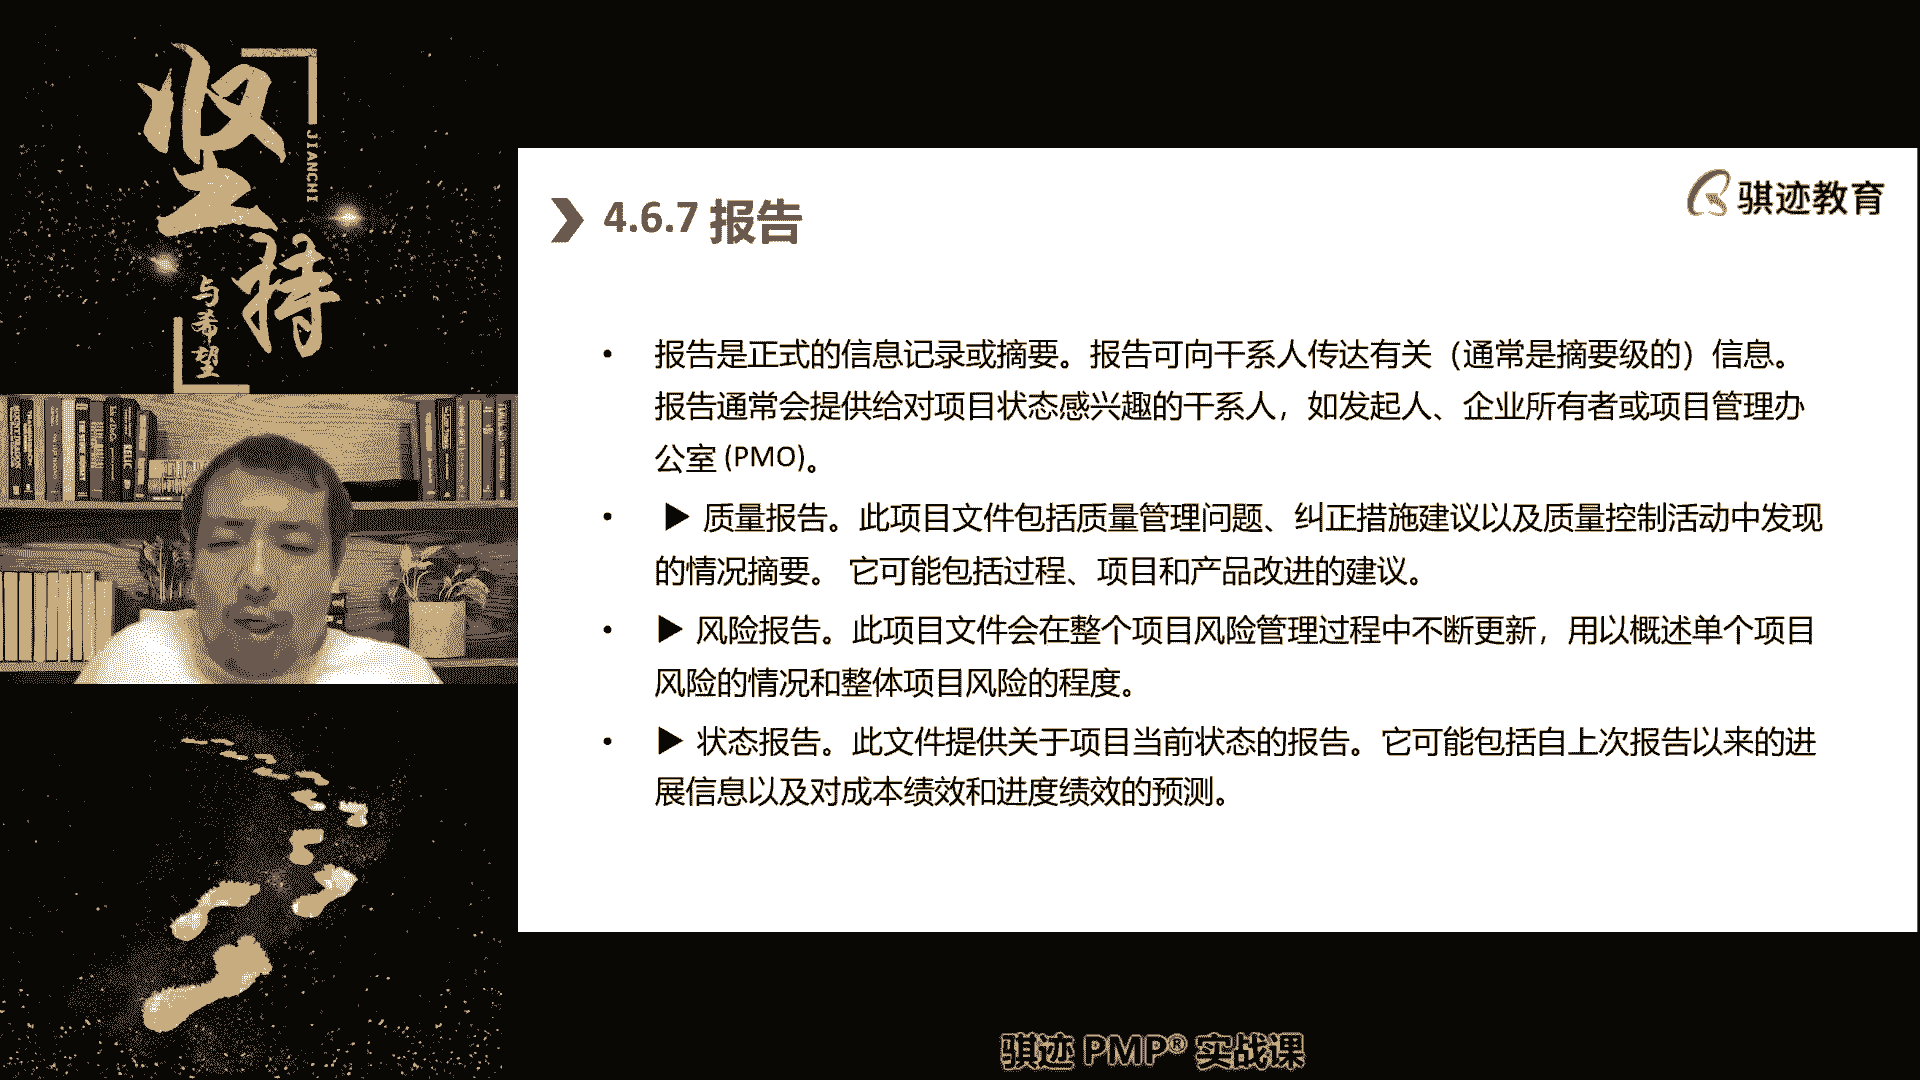 坚持
JIANCHI
与希望
骐迹教育
4.6.7 报告
• 报告是正式的信息记录或摘要。报告可向干系人传达有关（通常是摘要级的）信息。
报告通常会提供给对项目状态感兴趣的干系人，如发起人、企业所有者或项目管理办
公室 (PMO)。
• ▶ 质量报告。此项目文件包括质量管理问题、纠正措施建议以及质量控制活动中发现
的情况摘要。 它可能包括过程、项目和产品改进的建议。
• ▶ 风险报告。此项目文件会在整个项目风险管理过程中不断更新，用以概述单个项目
风险的情况和整体项目风险的程度。
• ▶ 状态报告。此文件提供关于项目当前状态的报告。它可能包括自上次报告以来的进
展信息以及对成本绩效和进度绩效的预测。
骐迹 PMP® 实战课